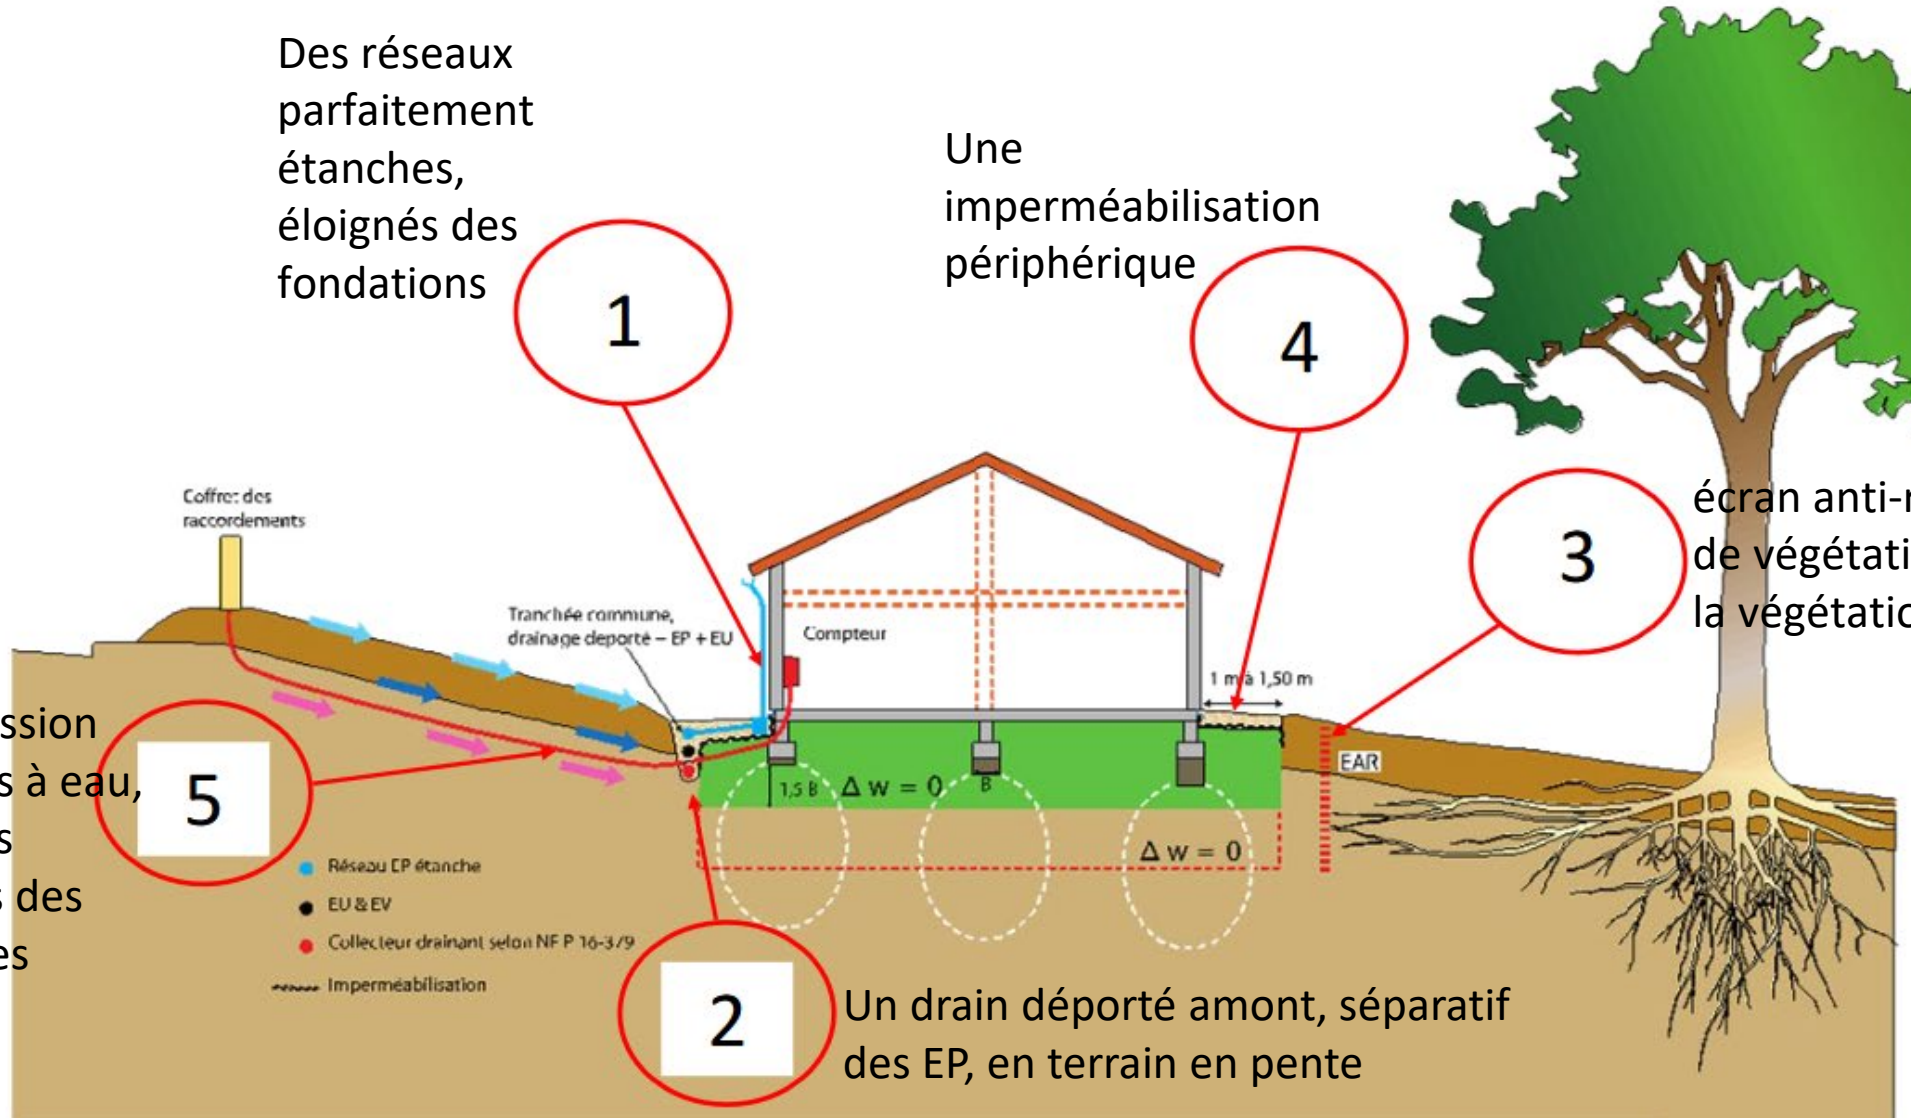 Des réseaux
parfaitement
étanches,
éloignés des
fondations
1
Une
imperméabilisation
périphérique
4
Coffret des
raccordements
Tranchée commune,
drainage deporté – EP + EU
Compteur
1 m à 1,50 m
3
écran anti-r
de végétati
la végétatio
EAR
1,5 B
Δ w = 0
B
Δ w = 0
ssion
s à eau,
s
s des
es
5
Réseau EP étanche
EU & EV
Collecteur drainant selon NF P 16-379
Imperméabilisation
2
Un drain déporté amont, séparatif
des EP, en terrain en pente